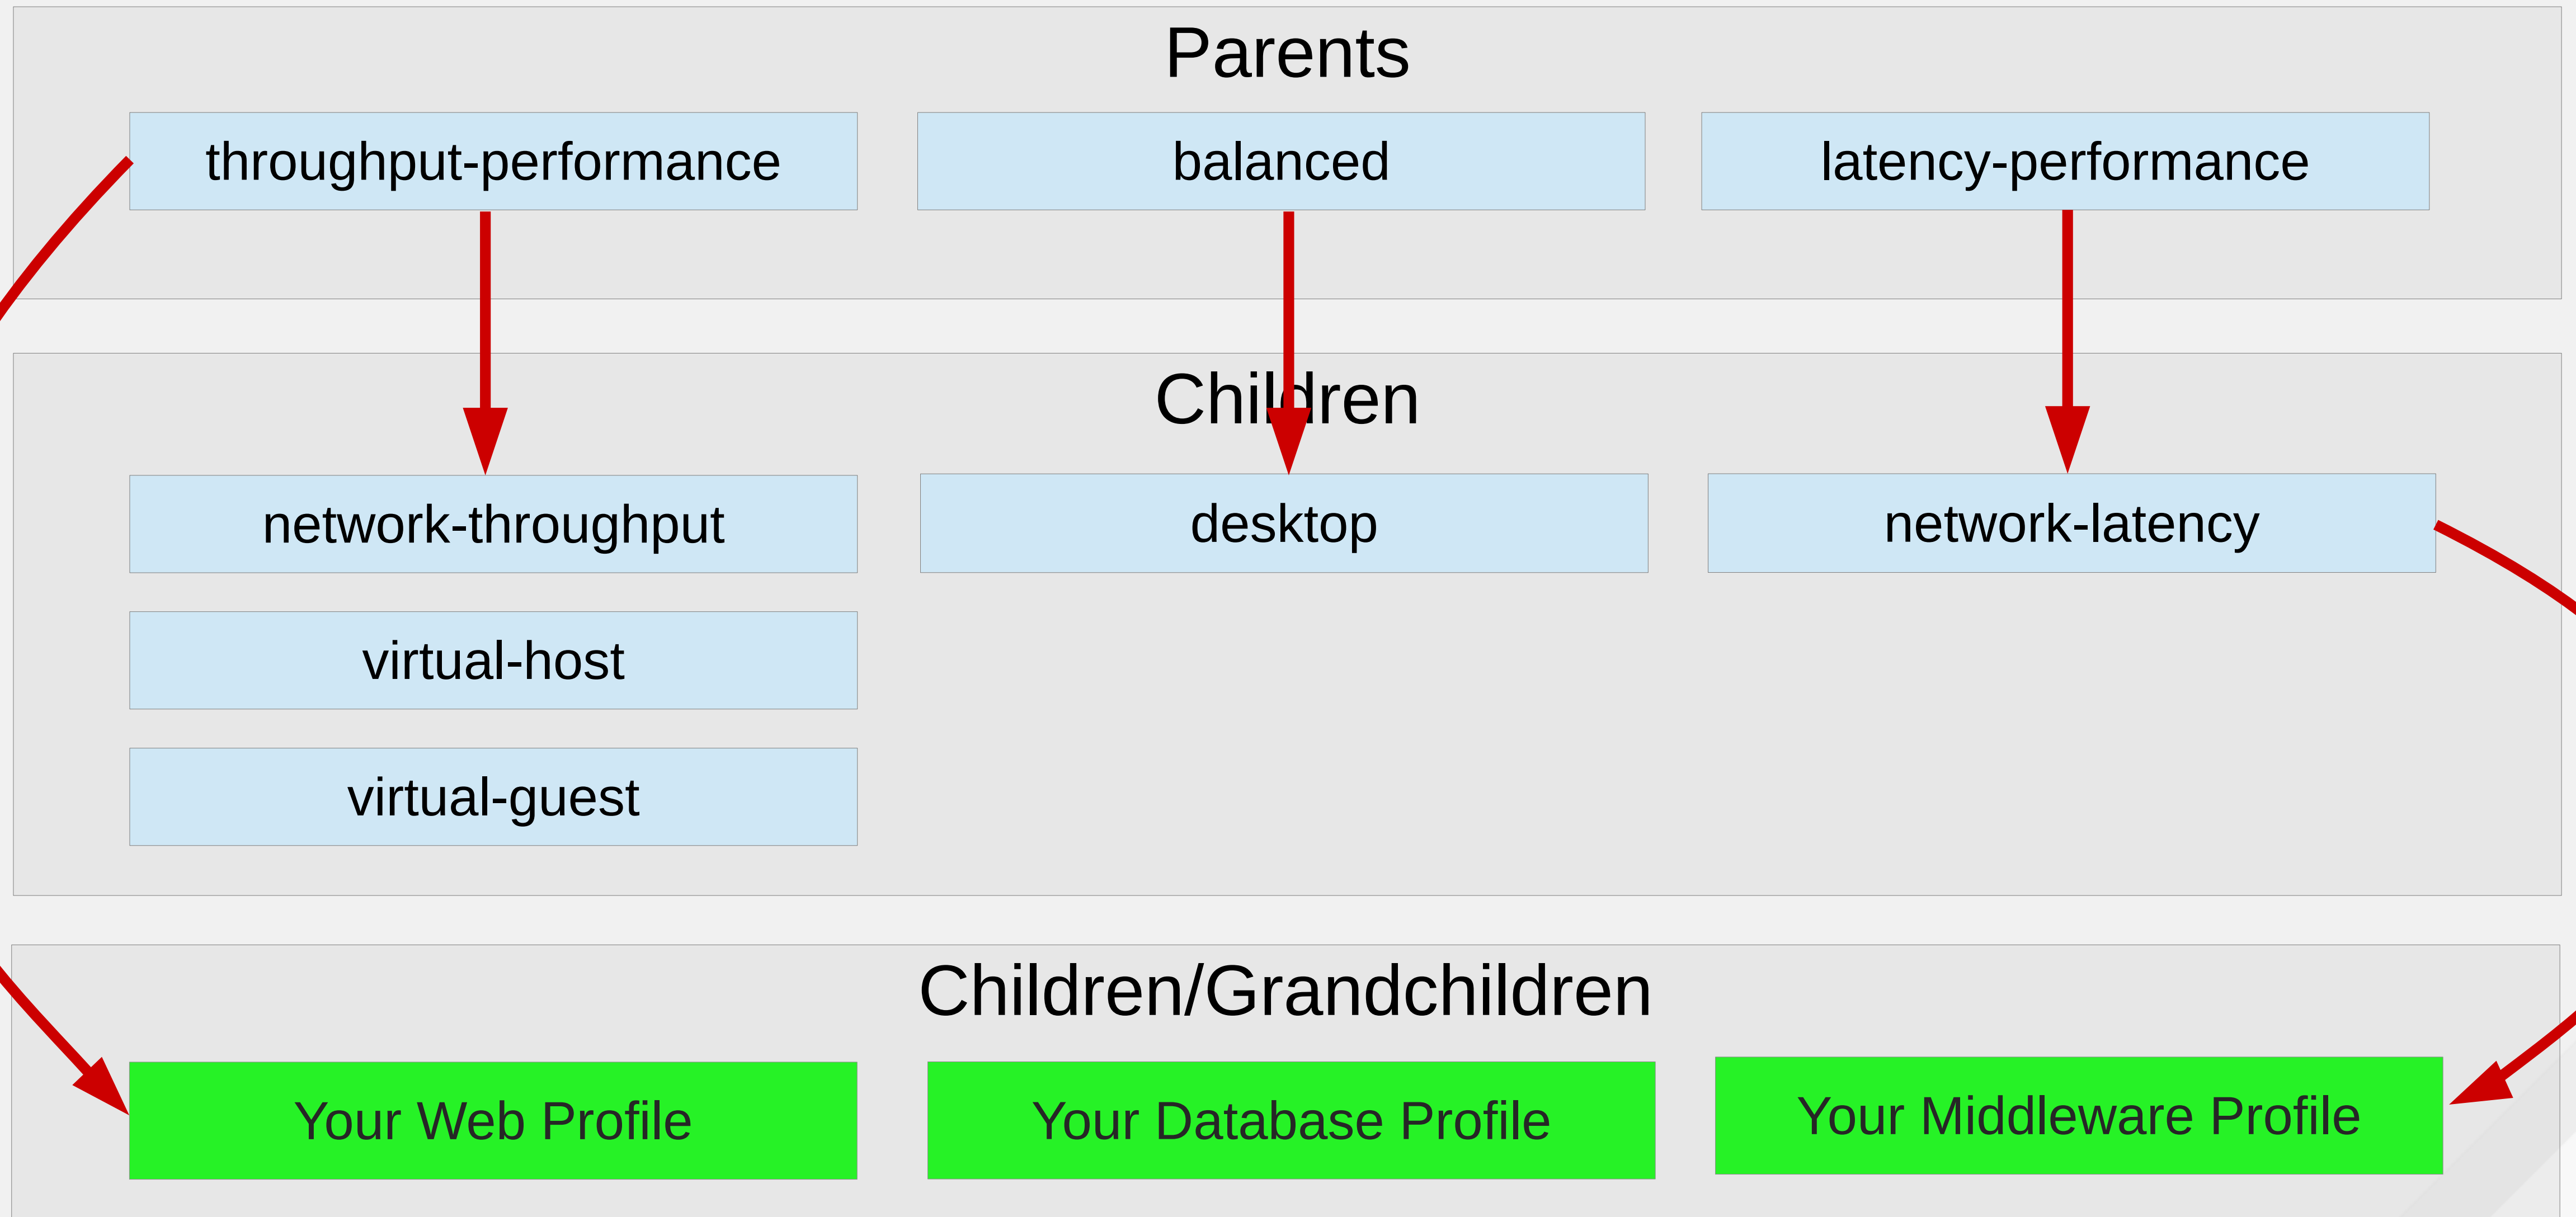 Parents
throughput-performance
balanced
latency-performance
Children
network-throughput
desktop
network-latency
virtual-host
virtual-guest
Children/Grandchildren
Your Web Profile
Your Database Profile
Your Middleware Profile